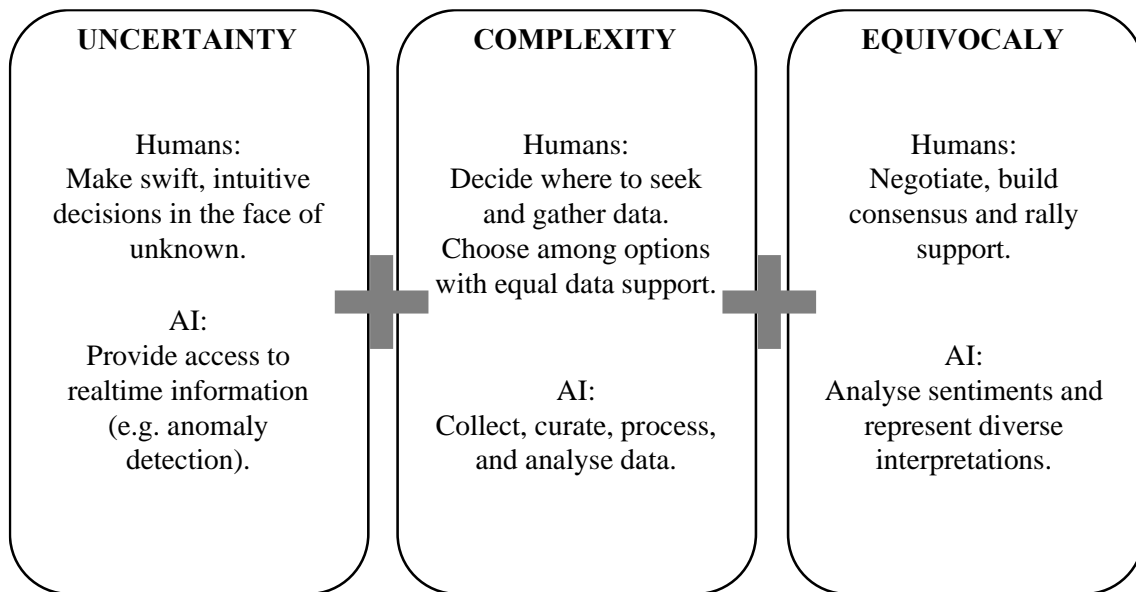 UNCERTAINTY
Humans:
Make swift, intuitive
decisions in the face of
unknown.
AI:
Provide access to
realtime information
(e.g. anomaly
detection).
COMPLEXITY
Humans:
Decide where to seek
and gather data.
Choose among options
with equal data support.
AI:
Collect, curate, process,
and analyse data.
EQUIVOCALY
Humans:
Negotiate, build
consensus and rally
support.
AI:
Analyse sentiments and
represent diverse
interpretations.